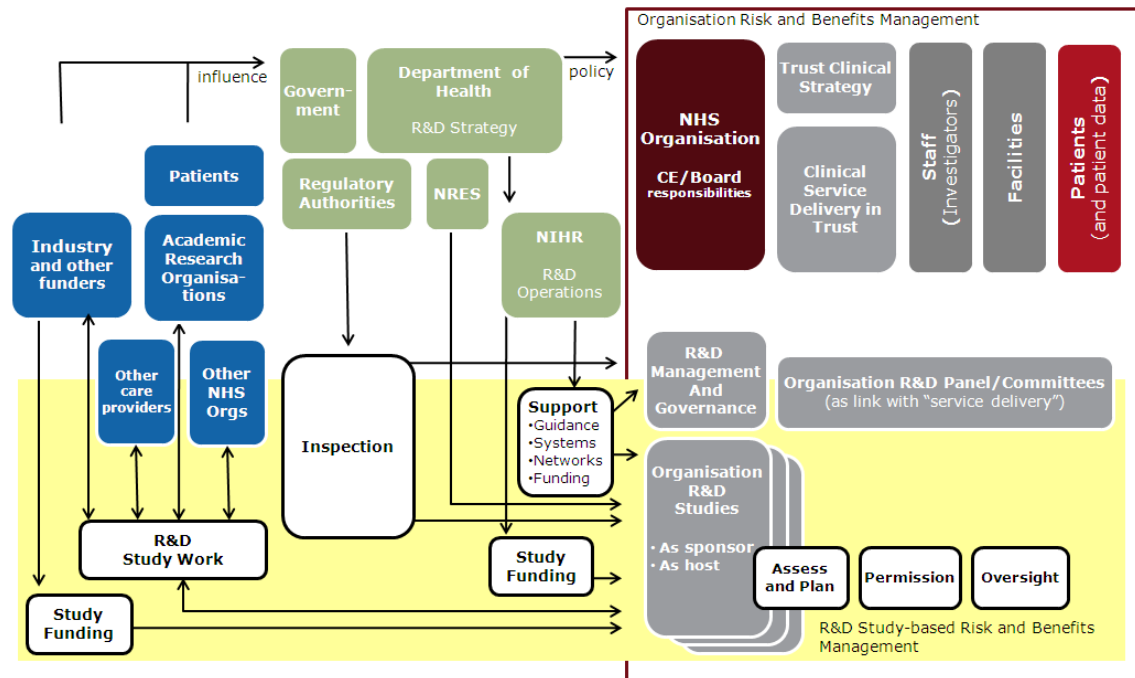 Organisation Risk and Benefits Management
influence
Govern-
ment
Department of
Health
R&D Strategy
policy
NHS
Organisation
CE/Board
responsibilities
Trust Clinical
Strategy
Clinical
Service
Delivery in
Trust
Staff
(Investigators)
Facilities
Patients
(and patient data)
Patients
Regulatory
Authorities
NRES
Industry
and other
funders
Academic
Research
Organisa-
tions
NIHR
R&D
Operations
Other
care
providers
Other
NHS
Orgs
Inspection
Support
•Guidance
•Systems
•Networks
•Funding
R&D
Management
And
Governance
Organisation R&D Panel/Committees
(as link with “service delivery”)
Organisation
R&D
Studies
• As sponsor
• As host
R&D
Study Work
Study
Funding
Study
Funding
Assess
and Plan
Permission
Oversight
R&D Study-based Risk and Benefits
Management